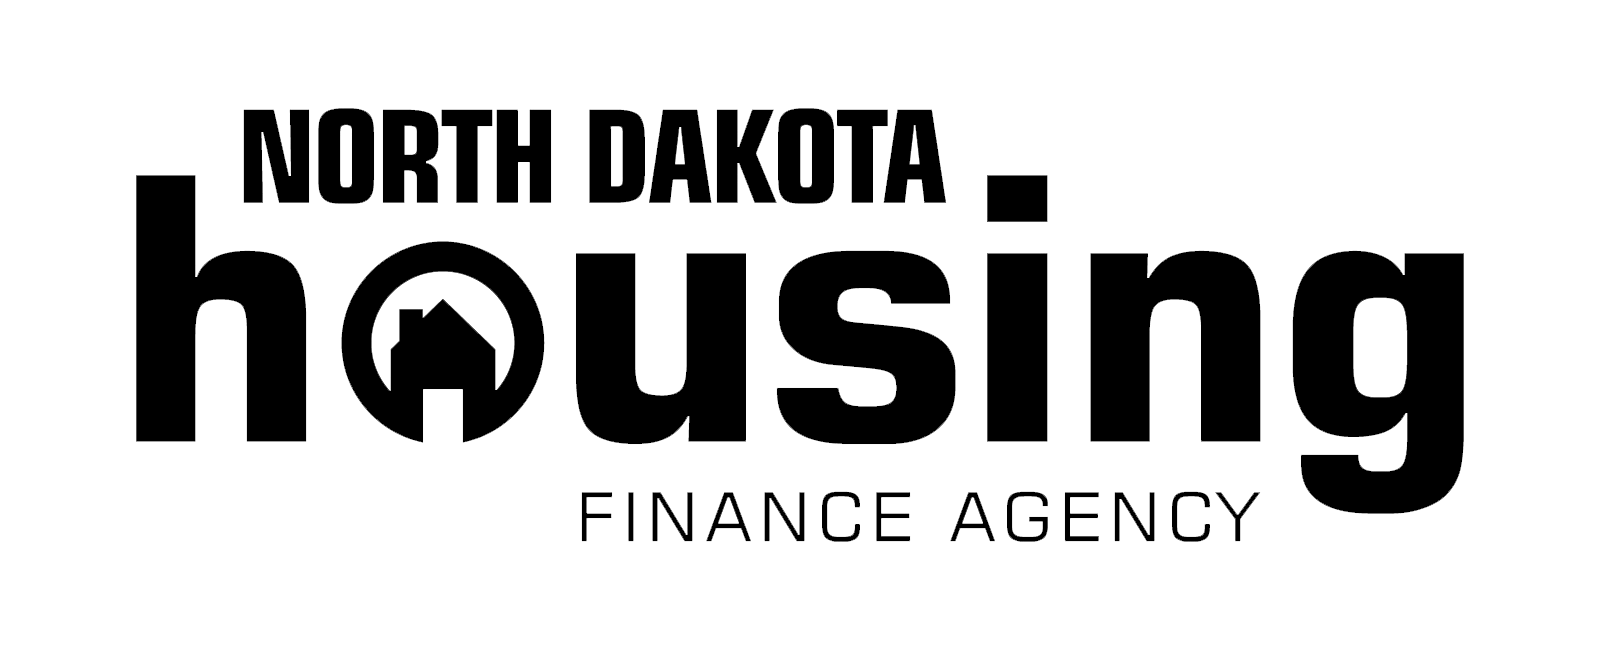 NORTH DAKOTA
housing
FINANCE AGENCY